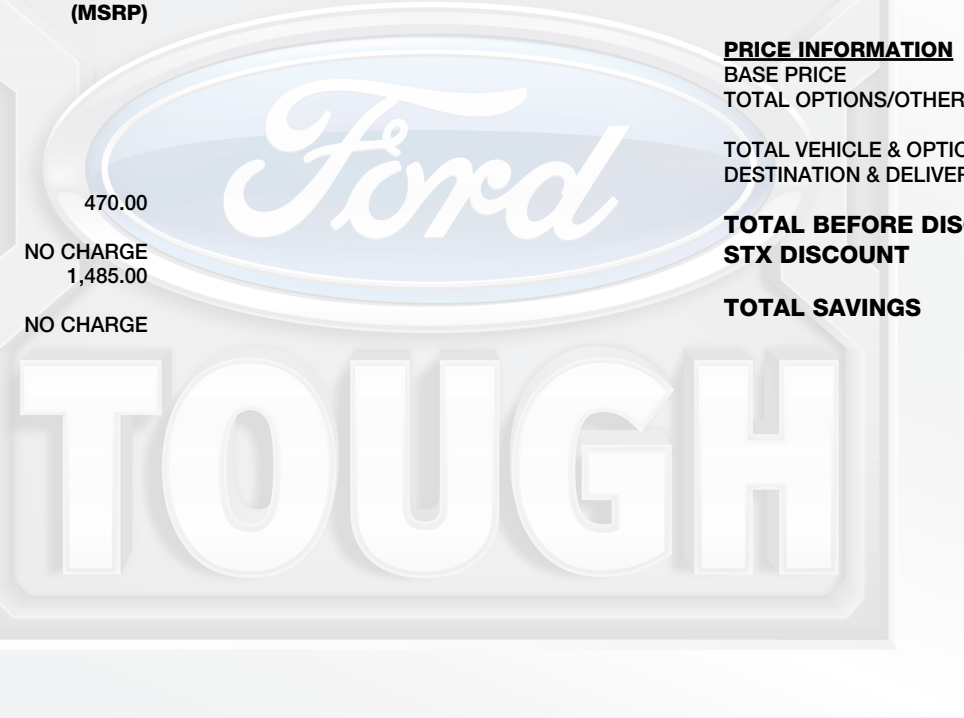 (MSRP)
470.00
NO CHARGE
1,485.00
NO CHARGE
PRICE INFORMATION
BASE PRICE
TOTAL OPTIONS/OTHER
TOTAL VEHICLE & OPTIO
DESTINATION & DELIVER
TOTAL BEFORE DIS
STX DISCOUNT
TOTAL SAVINGS
Ford
TOUGH